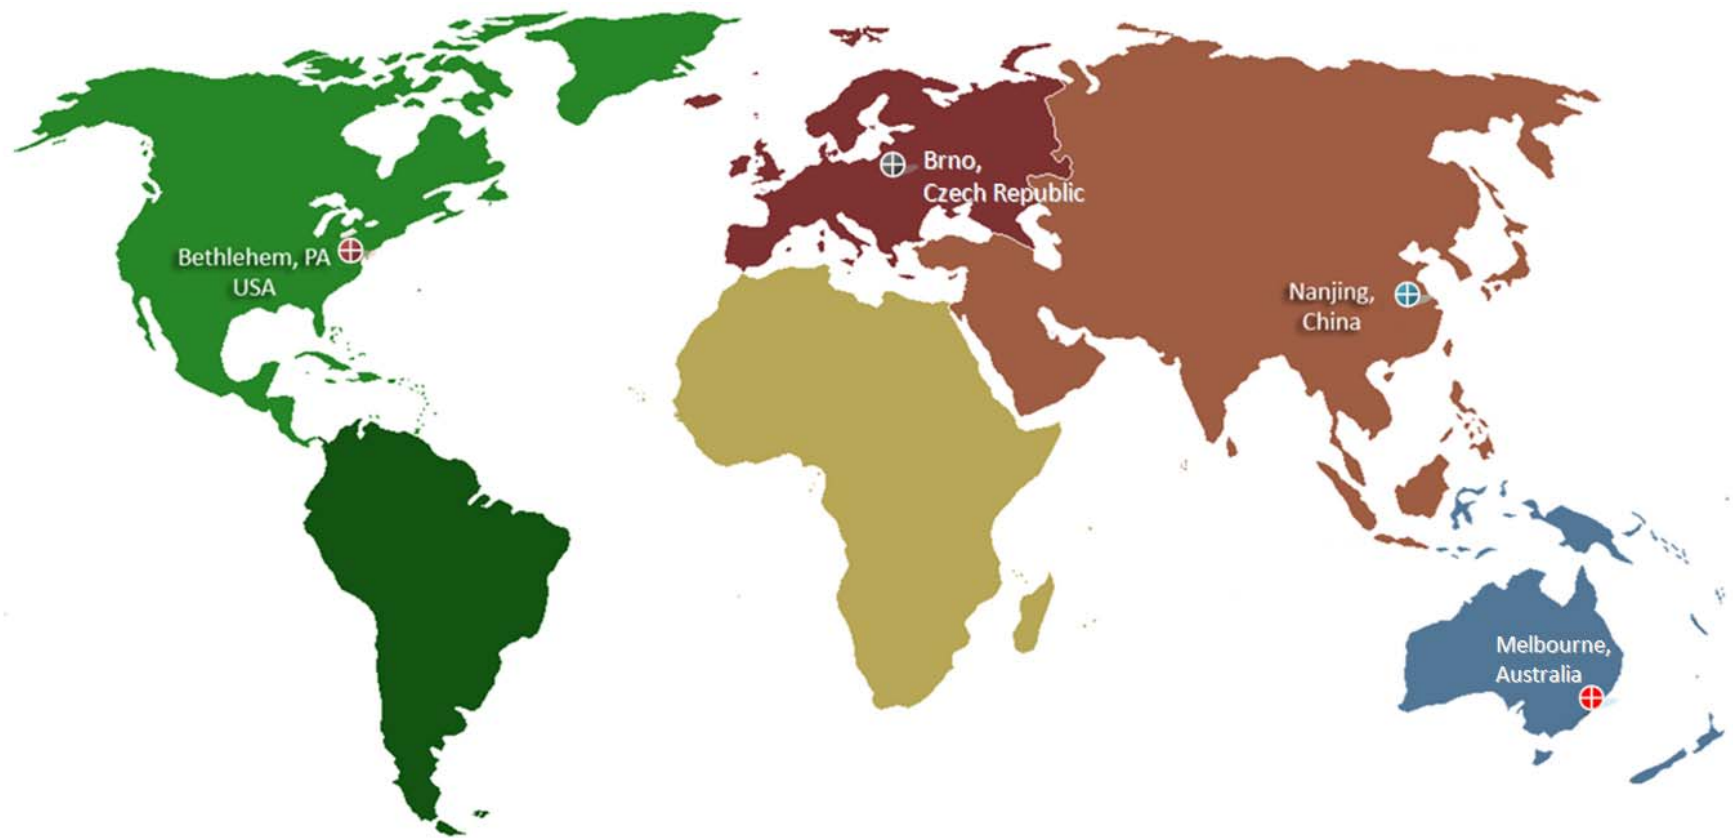 Brno,
Czech Republic
Bethlehem, PA
USA
Nanjing,
China
Melbourne,
Australia